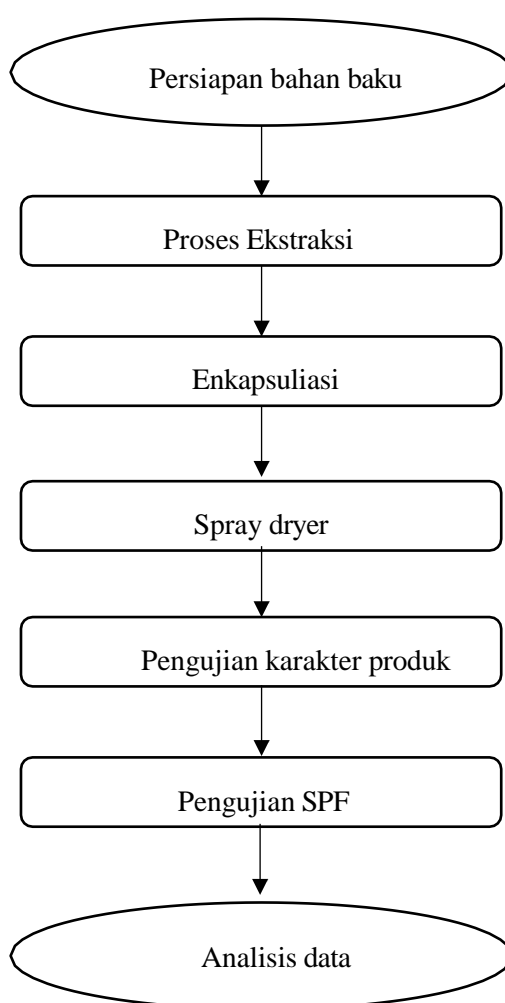 Persiapan bahan baku
Proses Ekstraksi
Enkapsuliasi
Spray dryer
Pengujian karakter produk
Pengujian SPF
Analisis data